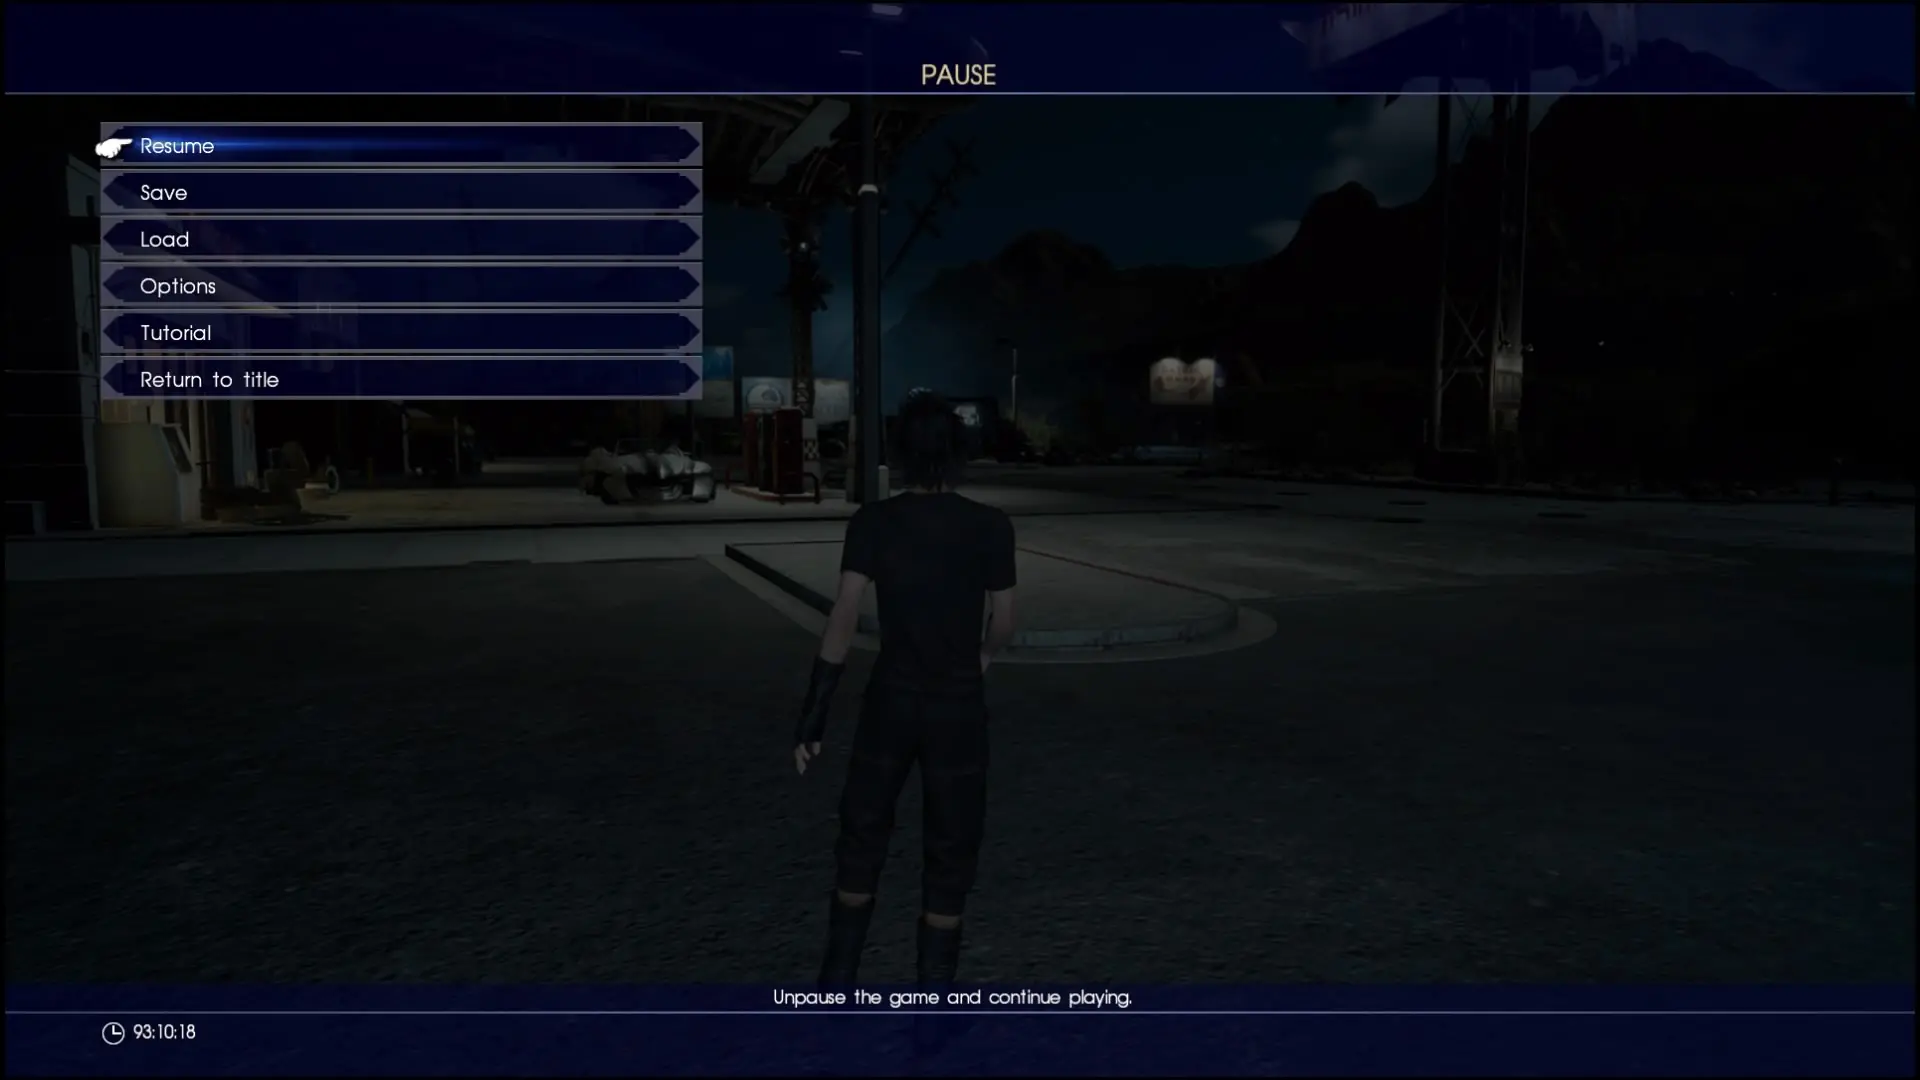 PAUSE
Resume
Save
Load
Options
Tutorial
Return to title
Unpause the game and continue playing.
93:10:18